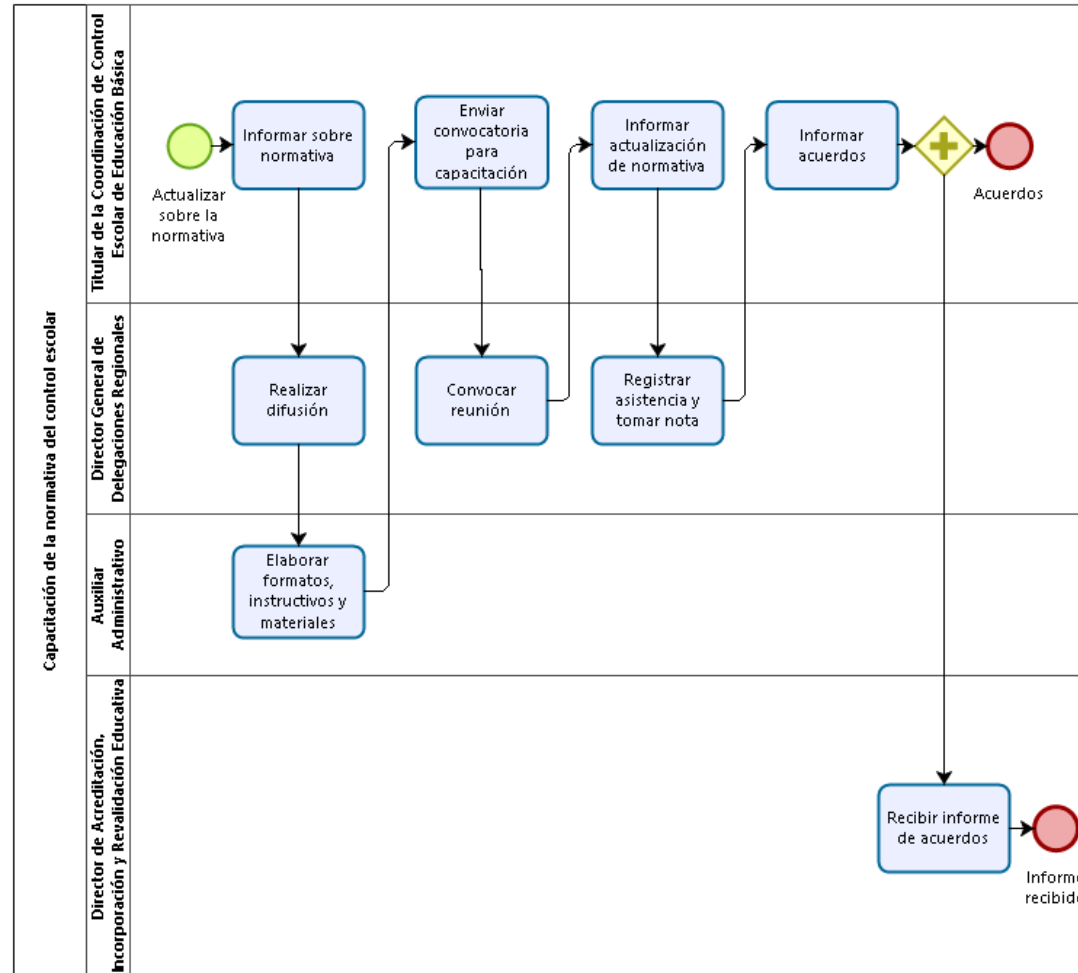 Capacitación de la normativa del control escolar
Titular de la Coordinación de Control
Escolar de Educación Básica
Actualizar
sobre la
normativa
Informar sobre
normativa
Enviar
convocatoria
para
capacitación
Informar
actualización
de normativa
Informar
acuerdos
Acuerdos
Director General de
Delegaciones Regionales
Realizar
difusión
Convocar
reunión
Registrar
asistencia y
tomar nota
Auxiliar
Administrativo
Elaborar
formatos,
instructivos y
materiales
Director de Acreditación,
Incorporación y Revalidación Educativa
Recibir informe
de acuerdos
Informe
recibido